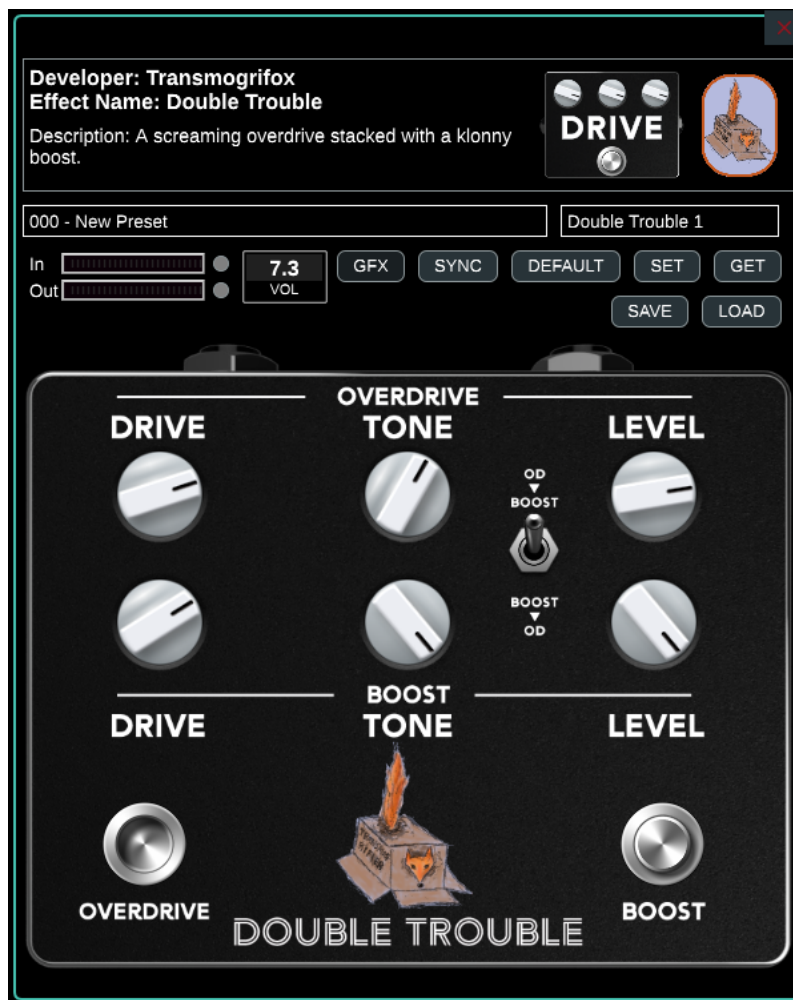 Developer: Transmogrifox
Effect Name: Double Trouble
Description: A screaming overdrive stacked with a klonny
boost.
DRIVE
000 - New Preset
Double Trouble 1
In
Out
7.3
VOL
GFX
SYNC
DEFAULT
SET
GET
SAVE
LOAD
OVERDRIVE
DRIVE
TONE
LEVEL
OD
BOOST
BOOST
OD
BOOST
DRIVE
TONE
LEVEL
OVERDRIVE
BOOST
DOUBLE TROUBLE